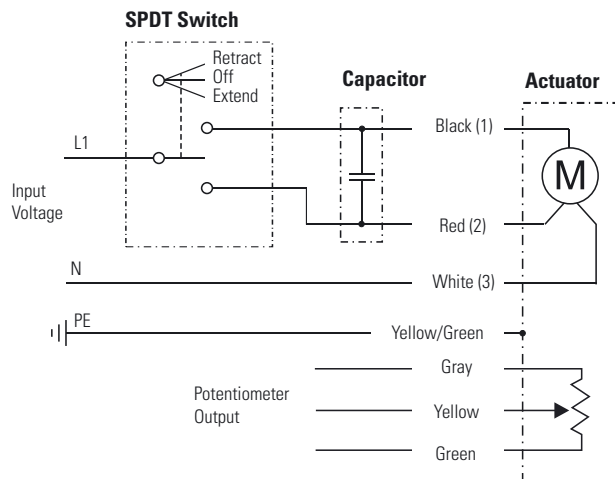 SPDT Switch
Retract
Off
Extend
Capacitor
Actuator
L1
Black (1)
M
Input
Voltage
Red (2)
N
White (3)
PE
Yellow/Green
Gray
Potentiometer
Output
Yellow
Green